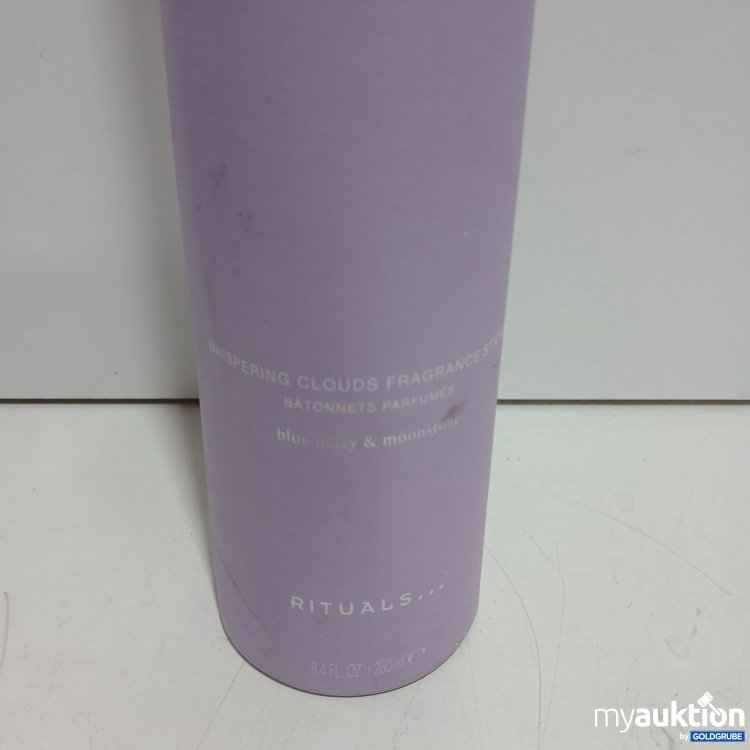 WHISPERING CLOUDS FRAGRANCE
BÂTONNETS PARFUMÉS
blue daisy & moonstone
RITUALS...
8.4 FL. OZ. / 250 ml ℮
myauktion
by GOLDGRUBE